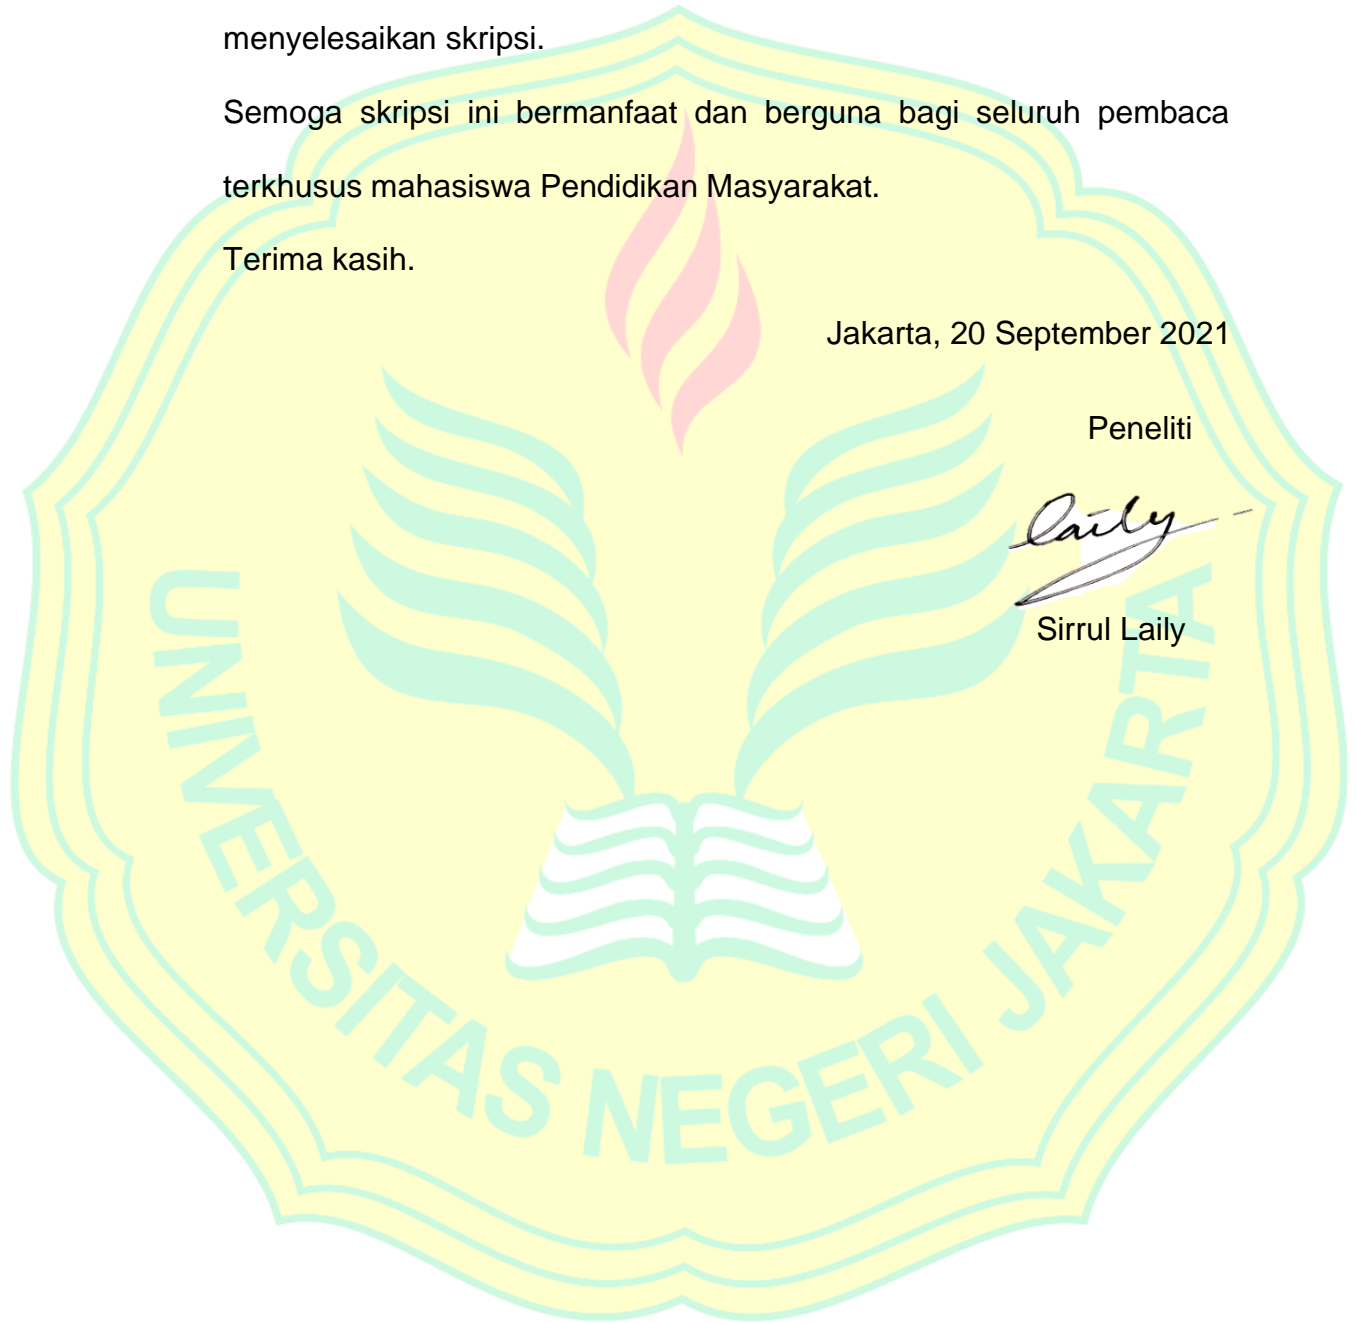 menyelesaikan skripsi.
Semoga skripsi ini bermanfaat dan berguna bagi seluruh pembaca
terkhusus mahasiswa Pendidikan Masyarakat.
Terima kasih.
Jakarta, 20 September 2021
Peneliti
laily
Sirrul Laily
UNIVERSITAS NEGERI JAKARTA